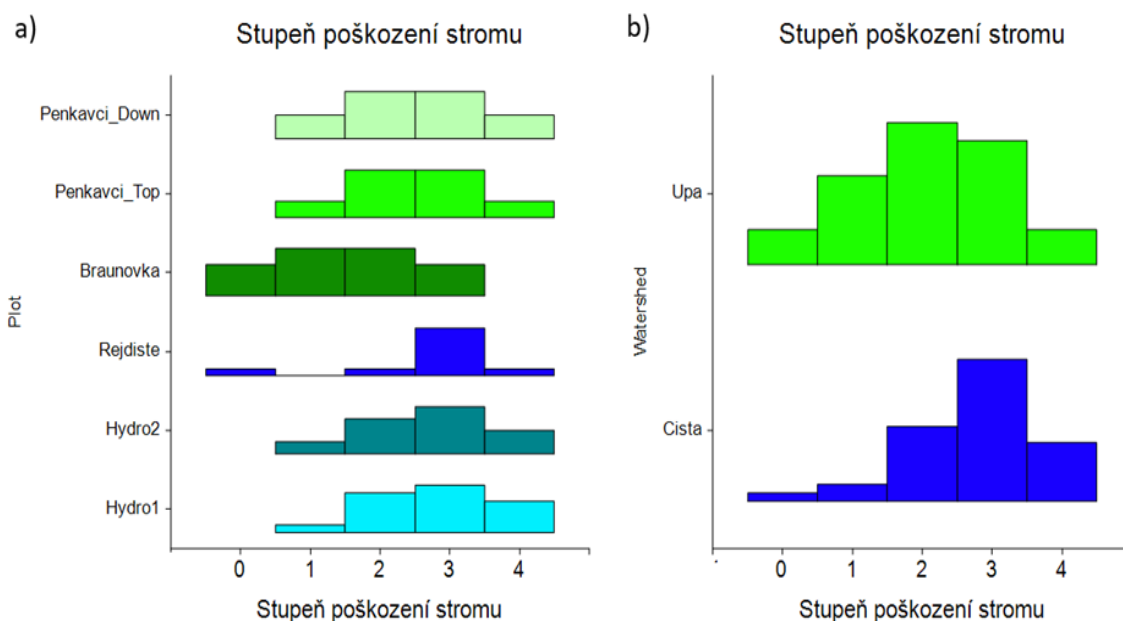 a)
Stupeň poškození stromu
Plot
Penkavci_Down
Penkavci_Top
Braunovka
Rejdiste
Hydro2
Hydro1
0 1 2 3 4
Stupeň poškození stromu
b)
Stupeň poškození stromu
Watershed
Upa
Cista
0 1 2 3 4
Stupeň poškození stromu